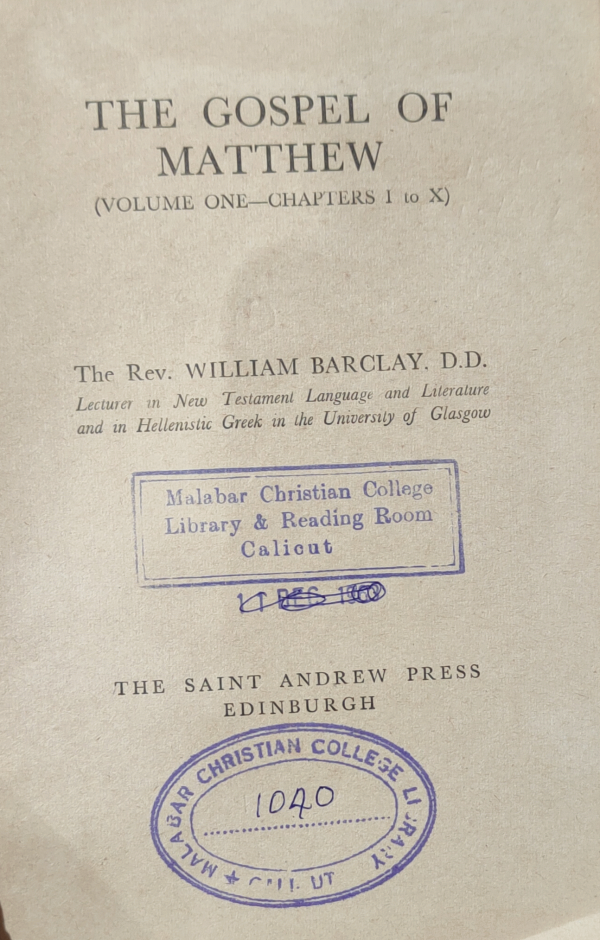 THE GOSPEL OF
MATTHEW
(VOLUME ONE—CHAPTERS I to X)
The Rev. WILLIAM BARCLAY, D.D.
Lecturer in New Testament Language and Literature
and in Hellenistic Greek in the University of Glasgow
Malabar Christian College
Library & Reading Room
Calicut
DEC
THE SAINT ANDREW PRESS
EDINBURGH
MALABAR CHRISTIAN COLLEGE LIBRARY
1040